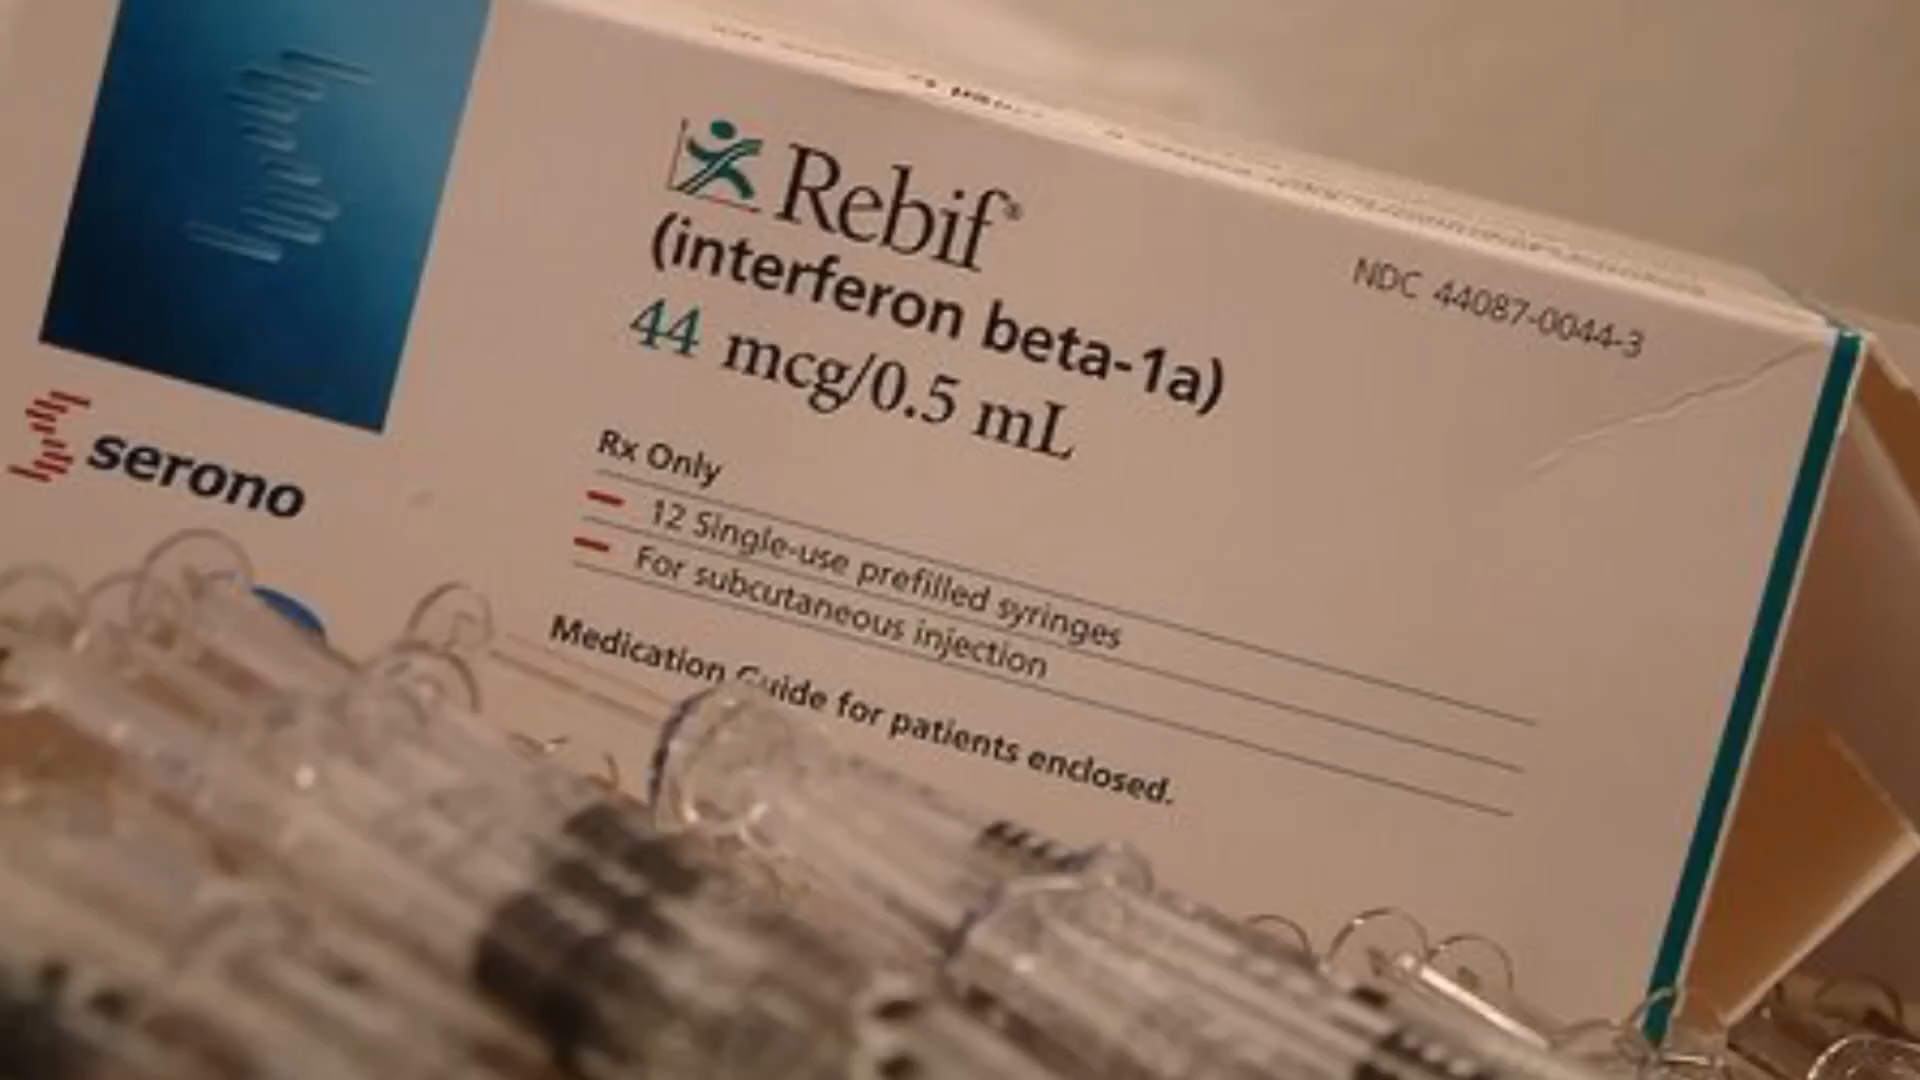 Rebif®
(interferon beta-1a)
44 mcg/0.5 mL
NDC 44087-0044-3
serono
Rx Only
12 Single-use prefilled syringes
For subcutaneous injection
Medication Guide for patients enclosed.